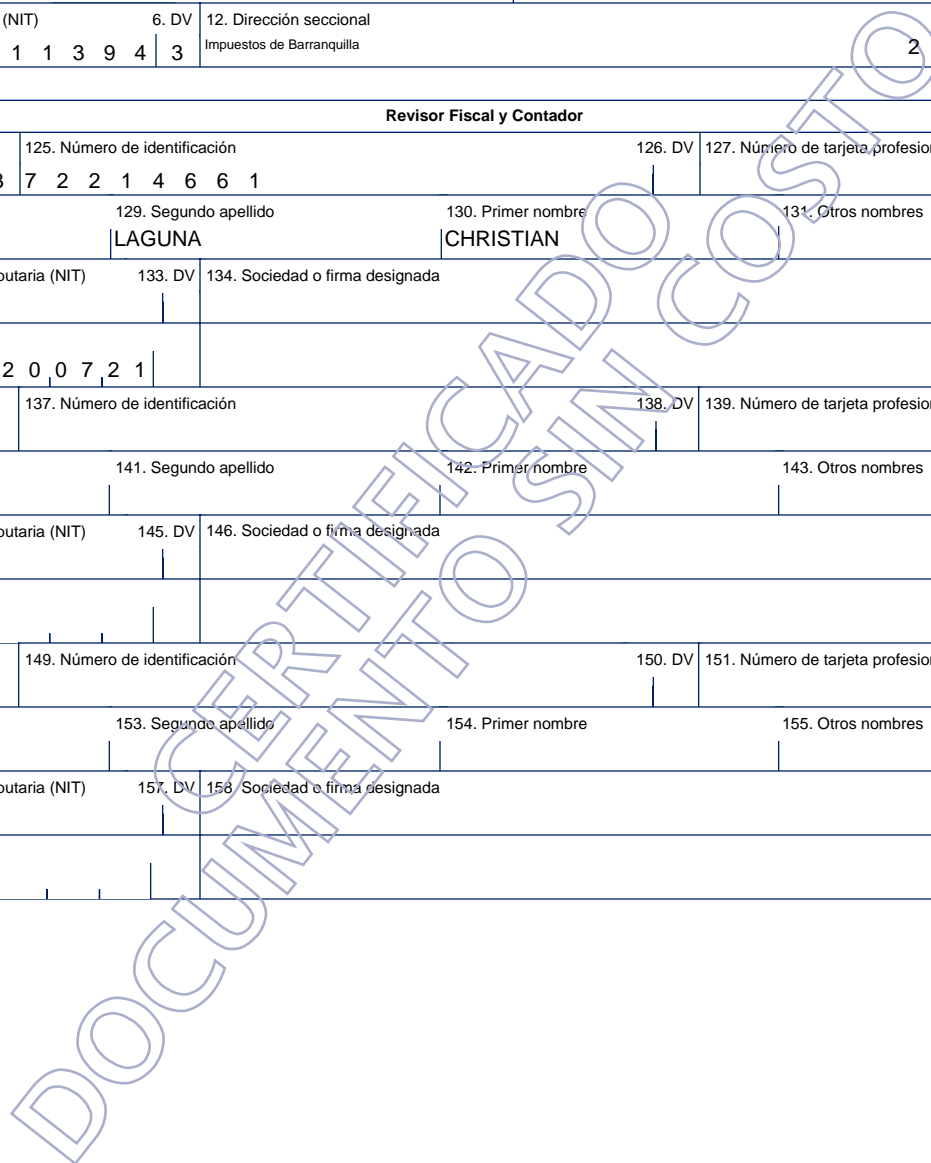 (NIT) 6. DV 12. Dirección seccional
1 1 3 9 4 3 Impuestos de Barranquilla 2
Revisor Fiscal y Contador
125. Número de identificación 126. DV 127. Número de tarjeta profesion
7 2 2 1 4 6 6 1
129. Segundo apellido 130. Primer nombre 131. Otros nombres
LAGUNA CHRISTIAN
butaria (NIT) 133. DV 134. Sociedad o firma designada
2 0 0 7 2 1
137. Número de identificación 138. DV 139. Número de tarjeta profesion
141. Segundo apellido 142. Primer nombre 143. Otros nombres
butaria (NIT) 145. DV 146. Sociedad o firma designada
149. Número de identificación 150. DV 151. Número de tarjeta profesion
153. Segundo apellido 154. Primer nombre 155. Otros nombres
butaria (NIT) 157. DV 158. Sociedad o firma designada
CERTIFICADO
DOCUMENTO SIN COSTO